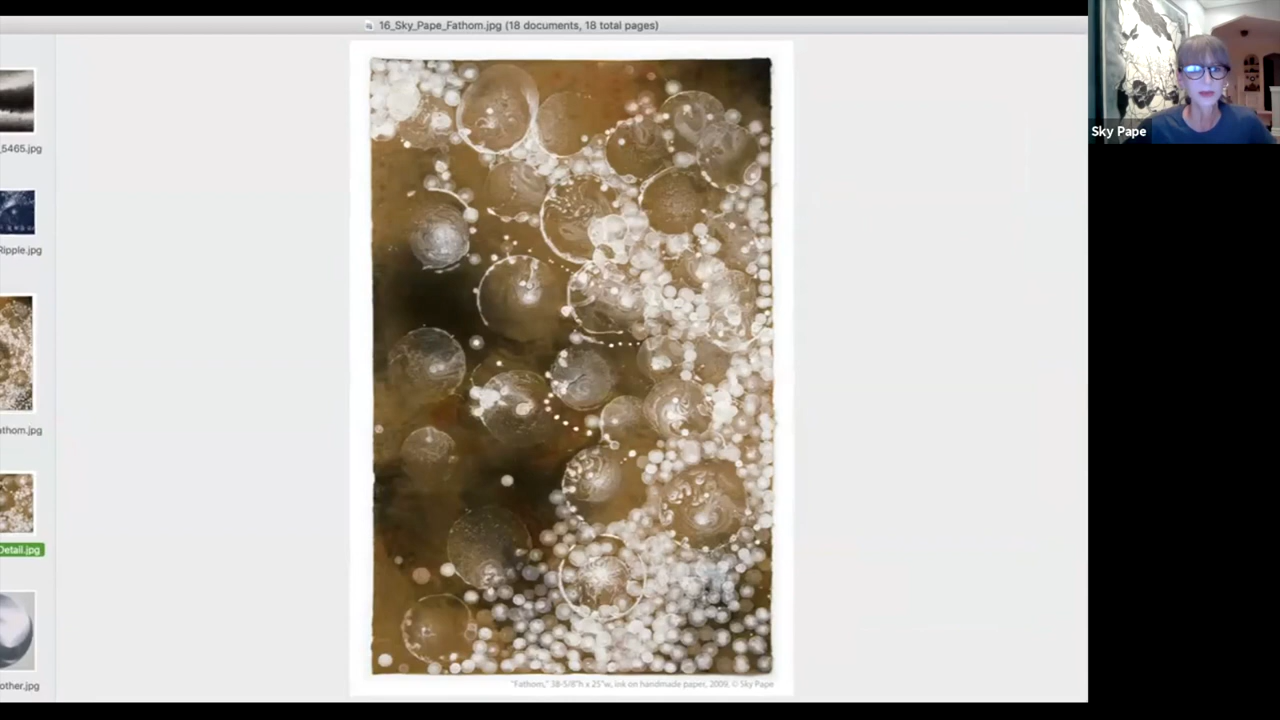 16_Sky_Pape_Fathom.jpg (18 documents, 18 total pages)
_5465.jpg
Ripple.jpg
athom.jpg
Detail.jpg
other.jpg
Sky Pape
"Fathom," 38-5/8"h x 25"w, ink on handmade paper, 2009, © Sky Pape